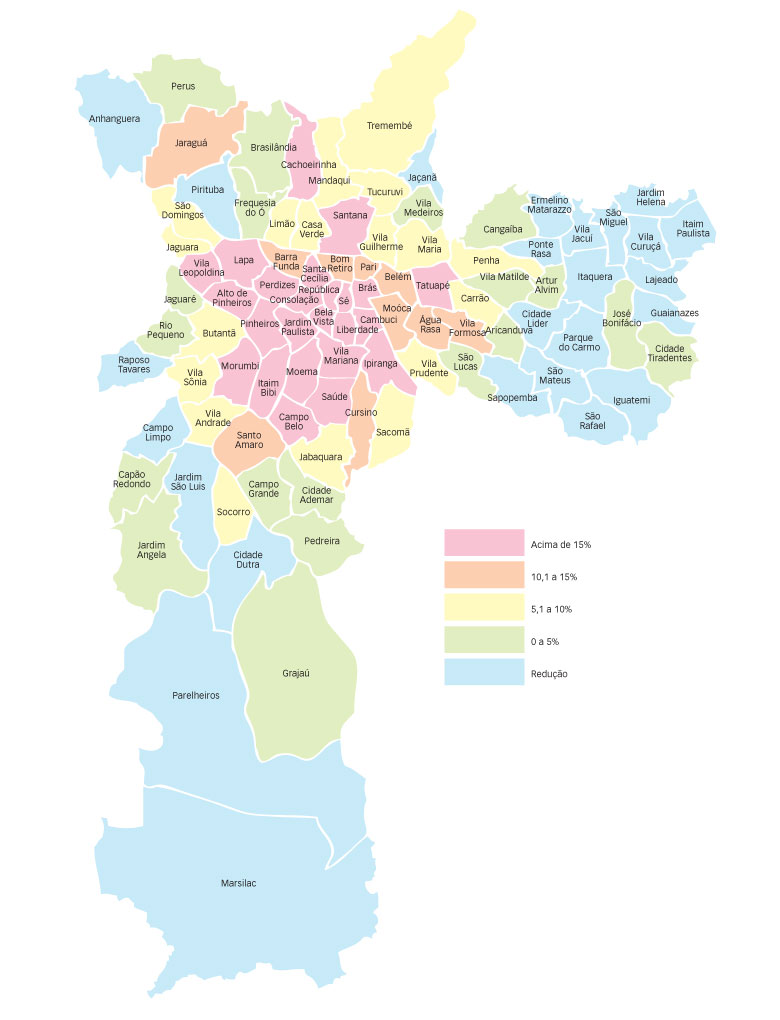 Perus
Anhanguera
Tremembé
Jaraguá
Brasilândia
Cachoeirinha
Jaçanã
Mandaqui
Pirituba
Tucuruvi
Frequesia
do Ó
São
Domingos
Santana
Vila
Medeiros
Limão
Casa
Verde
Cangaíba
Ermelino
Matarazzo
São
Miguel
Jardim
Helena
Itaim
Paulista
Vila
Jacuí
Vila
Curuçá
Jaguara
Vila
Guilherme
Vila
Maria
Ponte
Rasa
Vila
Leopoldina
Lapa
Barra
Funda
Bom
Retiro
Pari
Belém
Penha
Santa
Cecília
Vila Matilde
Artur
Alvim
Itaquera
Lajeado
Perdizes
República
Brás
Tatuapé
Jaguaré
Alto de
Pinheiros
Consolação
Sé
Carrão
Moóca
Guaianazes
Rio
Pequeno
Butantã
Pinheiros
Jardim
Paulista
Bela
Vista
Liberdade
Cambuci
Água
Rasa
Vila
Formosa
Aricanduva
Cidade
Lider
José
Bonifácio
Parque
do Carmo
Cidade
Tiradentes
Raposo
Tavares
Vila
Sônia
Morumbi
Itaim
Bibi
Moema
Vila
Mariana
Ipiranga
Vila
Prudente
São
Lucas
São
Mateus
Sapopemba
Iguatemi
São
Rafael
Saúde
Cursino
Sacomã
Campo
Belo
Vila
Andrade
Campo
Limpo
Santo
Amaro
Jabaquara
Capão
Redondo
Jardim
São Luis
Campo
Grande
Cidade
Ademar
Socorro
Pedreira
Jardim
Angela
Cidade
Dutra
Acima de 15%
10,1 a 15%
5,1 a 10%
0 a 5%
Redução
Grajaú
Parelheiros
Marsilac